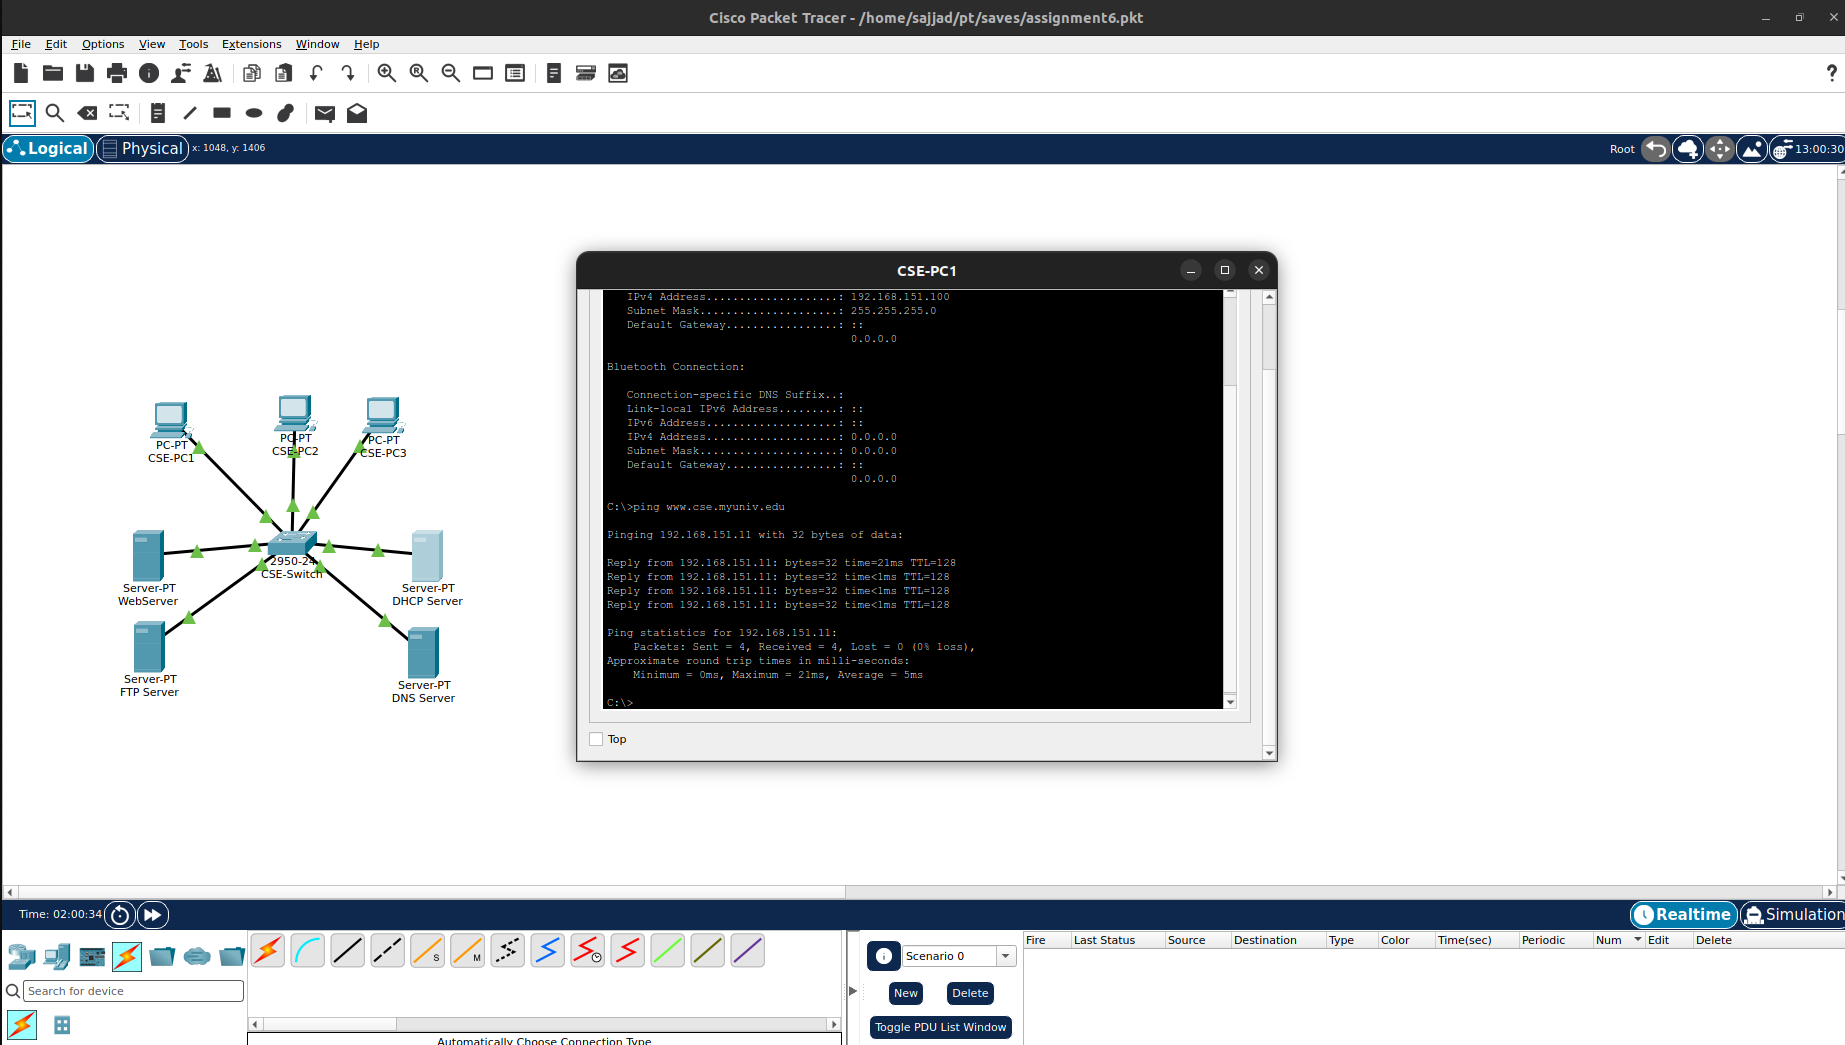 Cisco Packet Tracer - /home/sajjad/pt/saves/assignment6.pkt
File Edit Options View Tools Extensions Window Help
?
Logical Physical x: 1048, y: 1406 Root 13:00:30
CSE-PC1
IPv4 Address....................: 192.168.151.100
Subnet Mask.....................: 255.255.255.0
Default Gateway.................: ::
0.0.0.0
Bluetooth Connection:
Connection-specific DNS Suffix..:
Link-local IPv6 Address.........: ::
IPv6 Address....................: ::
IPv4 Address....................: 0.0.0.0
Subnet Mask.....................: 0.0.0.0
Default Gateway.................: ::
0.0.0.0
C:\>ping www.cse.myuniv.edu
Pinging 192.168.151.11 with 32 bytes of data:
Reply from 192.168.151.11: bytes=32 time=21ms TTL=128
Reply from 192.168.151.11: bytes=32 time<1ms TTL=128
Reply from 192.168.151.11: bytes=32 time<1ms TTL=128
Reply from 192.168.151.11: bytes=32 time<1ms TTL=128
Ping statistics for 192.168.151.11:
Packets: Sent = 4, Received = 4, Lost = 0 (0% loss),
Approximate round trip times in milli-seconds:
Minimum = 0ms, Maximum = 21ms, Average = 5ms
C:\>
Top
PC-PT
CSE-PC1
PC-PT
CSE-PC2
PC-PT
CSE-PC3
2950-24
CSE-Switch
Server-PT
WebServer
Server-PT
DHCP Server
Server-PT
FTP Server
Server-PT
DNS Server
Time: 02:00:34 Realtime Simulation
Search for device
S
M
Automatically Choose Connection Type
Scenario 0
New Delete
Toggle PDU List Window
Fire Last Status Source Destination Type Color Time(sec) Periodic Num Edit Delete